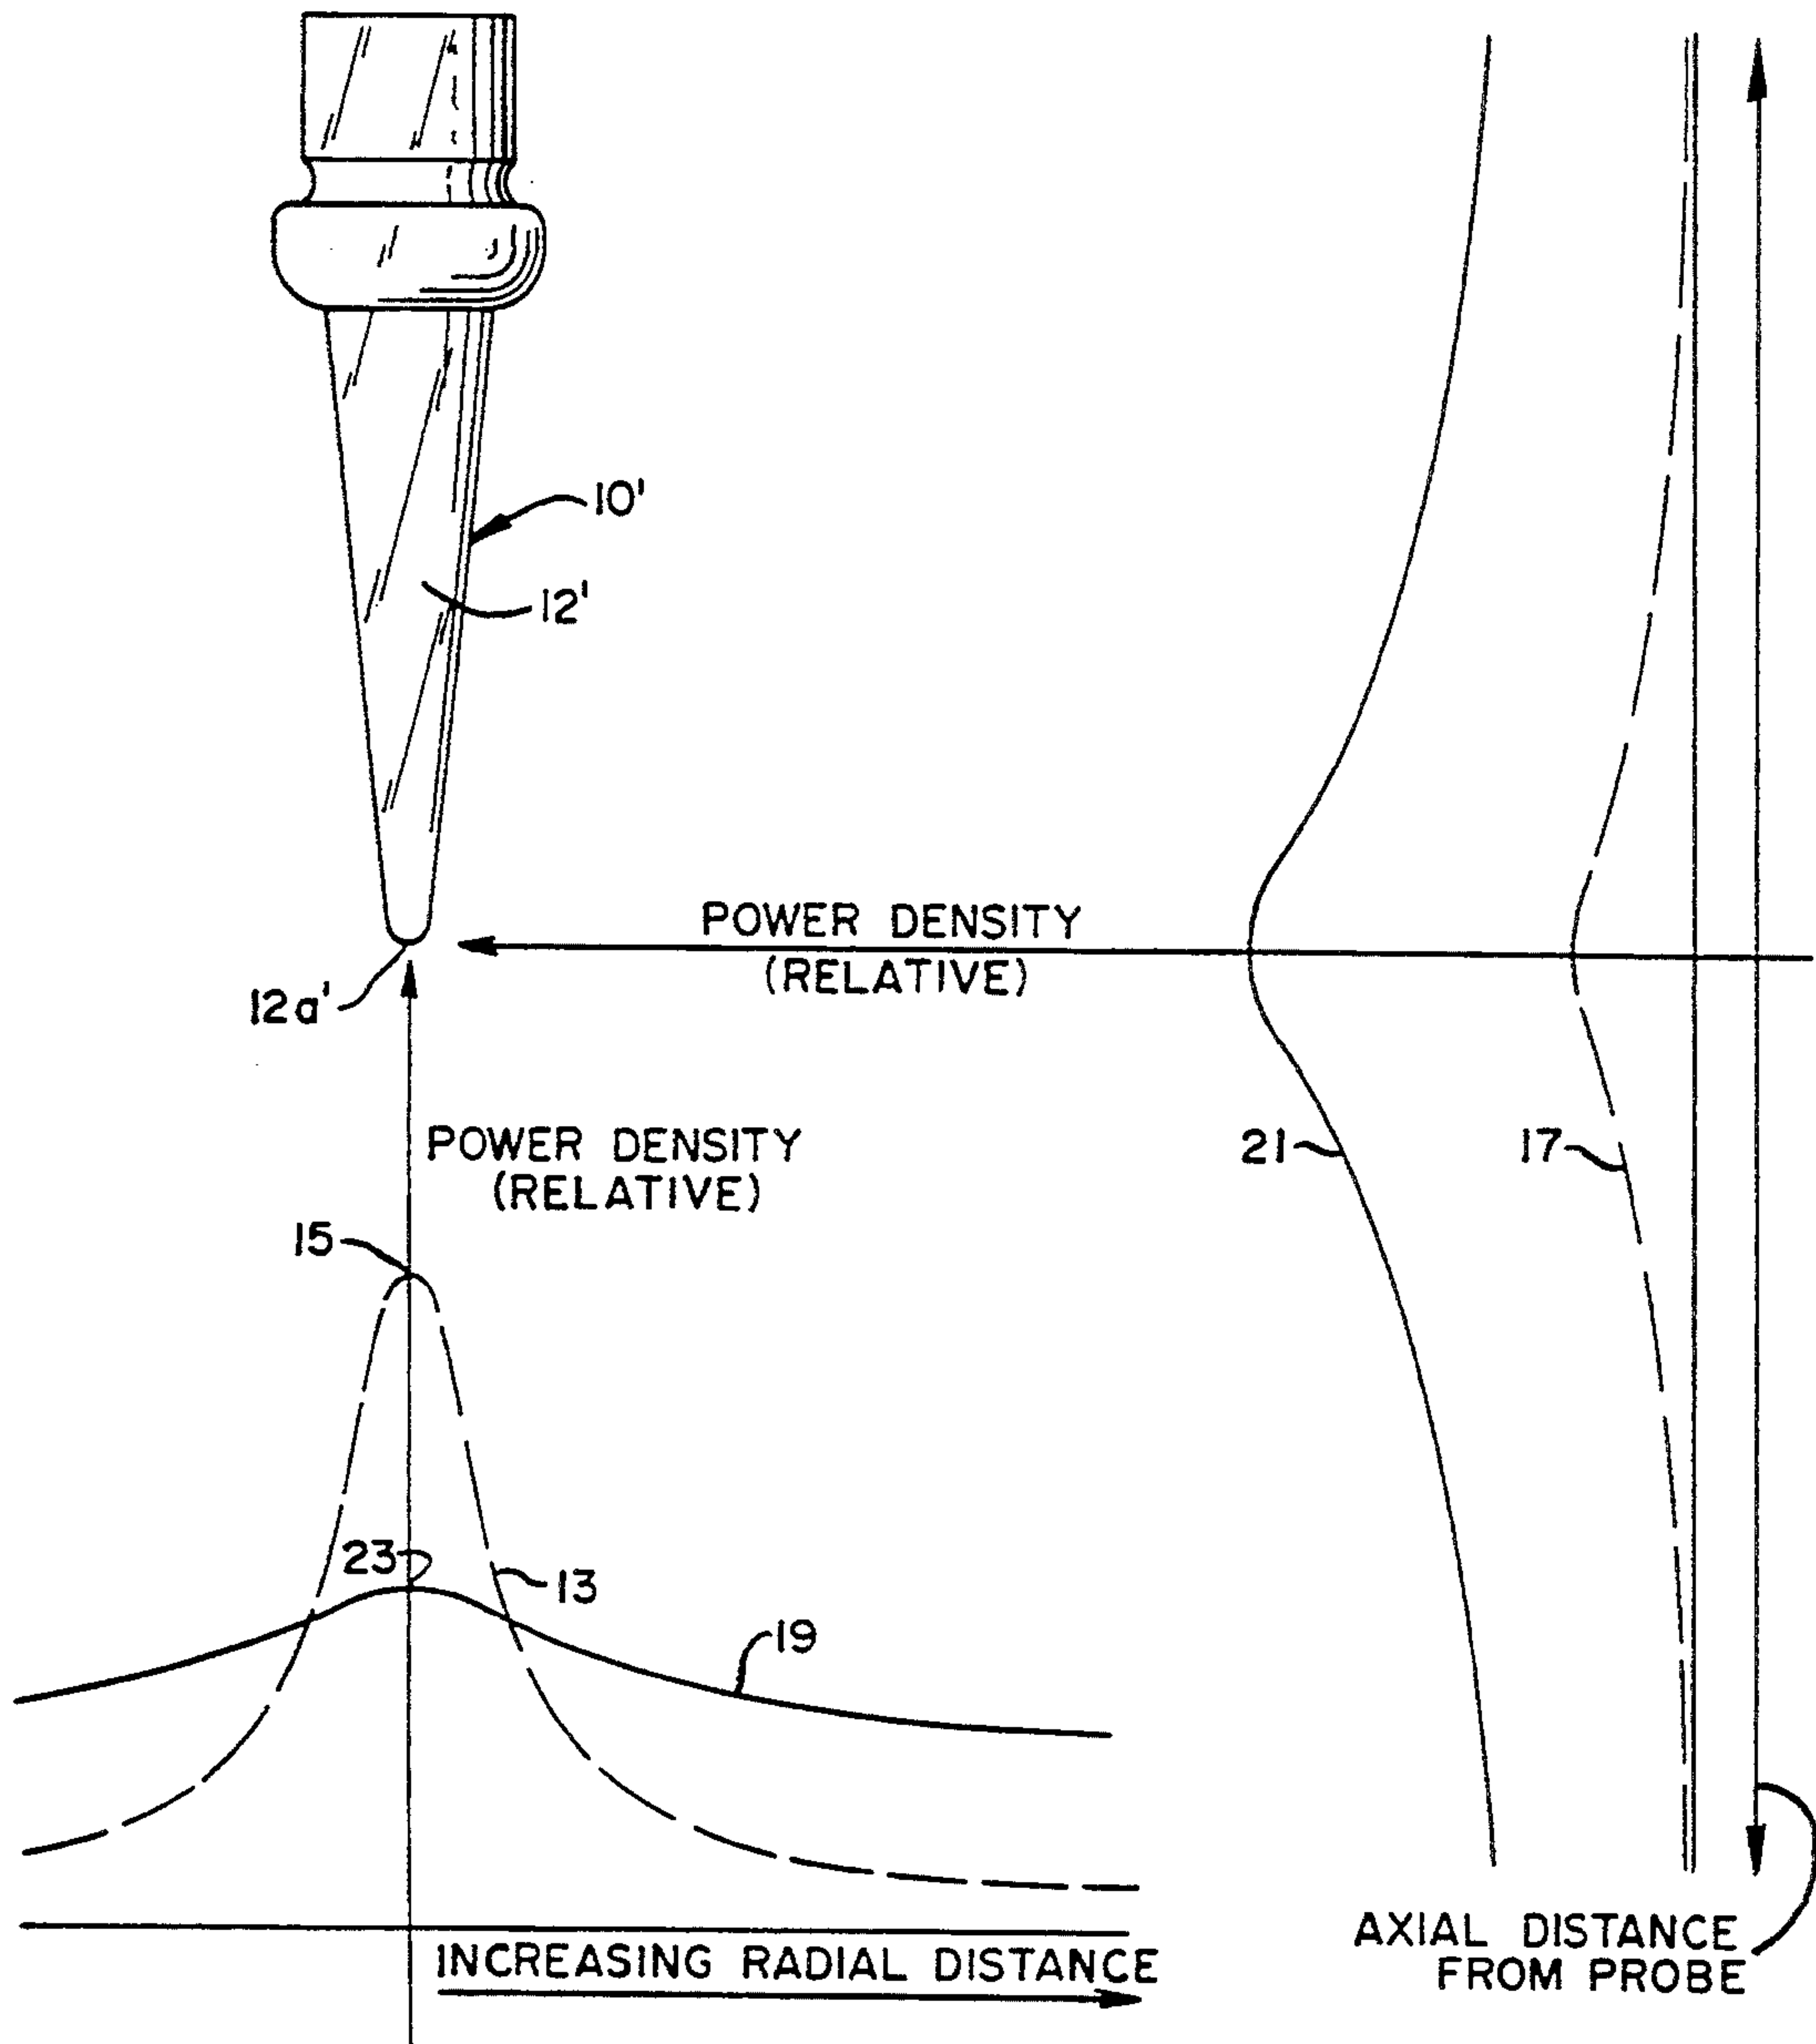 10'
12'
POWER DENSITY
(RELATIVE)
12a'
POWER DENSITY
(RELATIVE)
21
17
15
23
13
19
AXIAL DISTANCE
FROM PROBE
INCREASING RADIAL DISTANCE